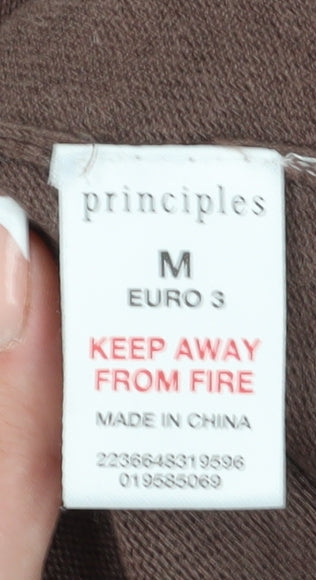 principles
M
EURO 3
KEEP AWAY
FROM FIRE
MADE IN CHINA
2236648319596
019585069